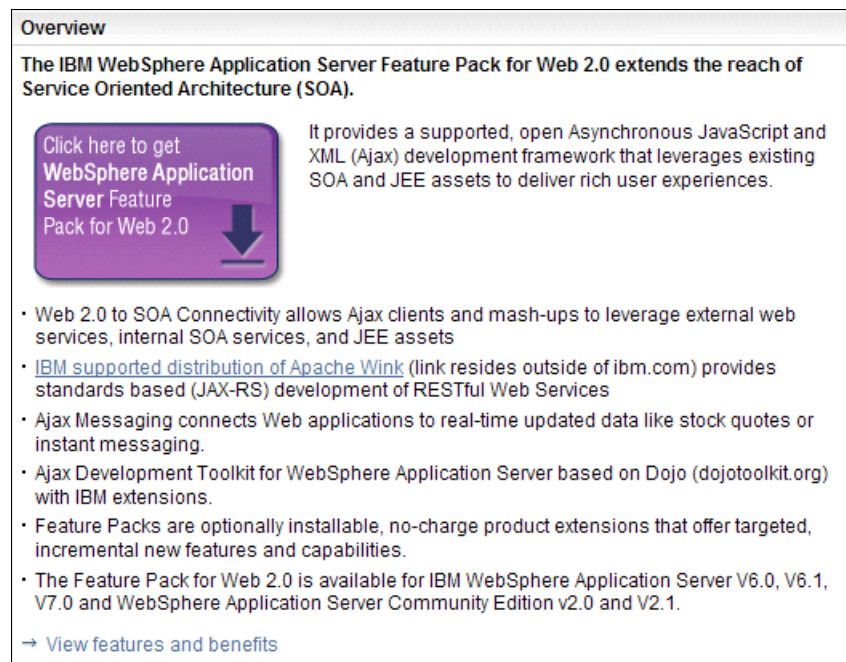 Overview
The IBM WebSphere Application Server Feature Pack for Web 2.0 extends the reach of
Service Oriented Architecture (SOA).
Click here to get
WebSphere Application
Server Feature
Pack for Web 2.0
It provides a supported, open Asynchronous JavaScript and
XML (Ajax) development framework that leverages existing
SOA and JEE assets to deliver rich user experiences.
· Web 2.0 to SOA Connectivity allows Ajax clients and mash-ups to leverage external web
services, internal SOA services, and JEE assets
· IBM supported distribution of Apache Wink (link resides outside of ibm.com) provides
standards based (JAX-RS) development of RESTful Web Services
· Ajax Messaging connects Web applications to real-time updated data like stock quotes or
instant messaging.
· Ajax Development Toolkit for WebSphere Application Server based on Dojo (dojotoolkit.org)
with IBM extensions.
· Feature Packs are optionally installable, no-charge product extensions that offer targeted,
incremental new features and capabilities.
· The Feature Pack for Web 2.0 is available for IBM WebSphere Application Server V6.0, V6.1,
V7.0 and WebSphere Application Server Community Edition v2.0 and V2.1.
→ View features and benefits